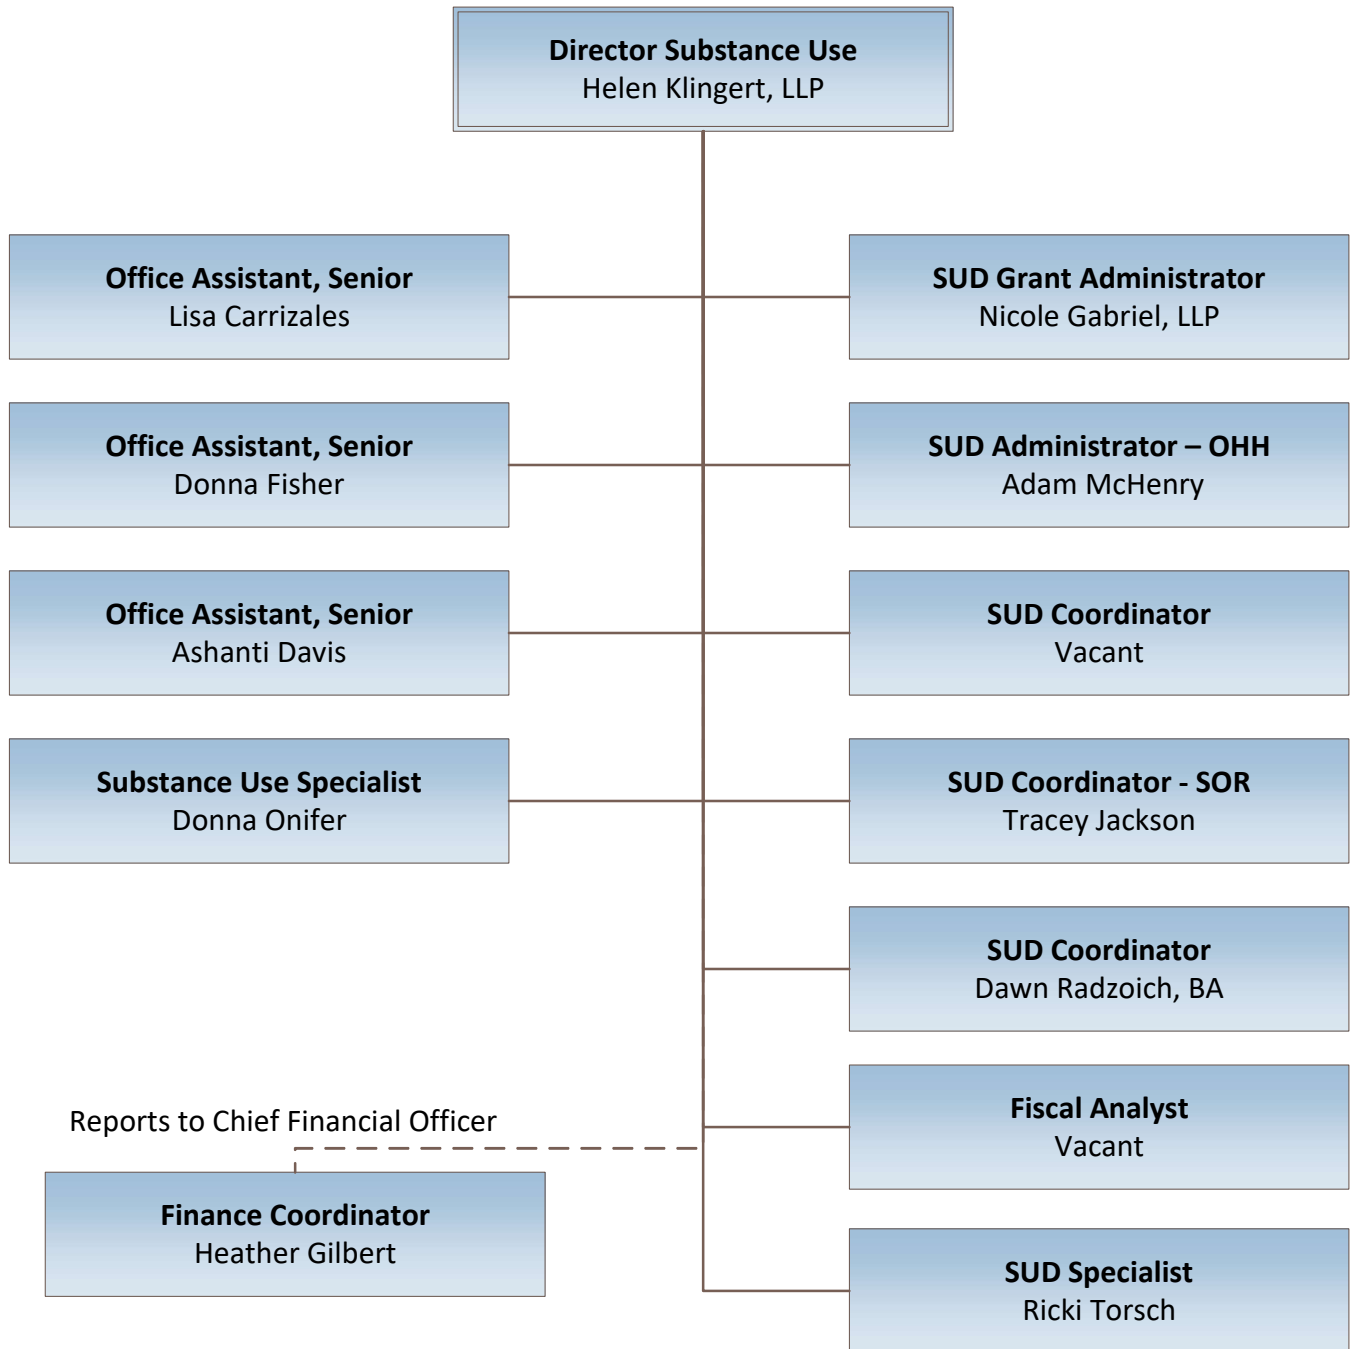 Director Substance Use
Helen Klingert, LLP
Office Assistant, Senior
Lisa Carrizales
SUD Grant Administrator
Nicole Gabriel, LLP
Office Assistant, Senior
Donna Fisher
SUD Administrator – OHH
Adam McHenry
Office Assistant, Senior
Ashanti Davis
SUD Coordinator
Vacant
Substance Use Specialist
Donna Onifer
SUD Coordinator - SOR
Tracey Jackson
SUD Coordinator
Dawn Radzoich, BA
Fiscal Analyst
Vacant
Reports to Chief Financial Officer
Finance Coordinator
Heather Gilbert
SUD Specialist
Ricki Torsch